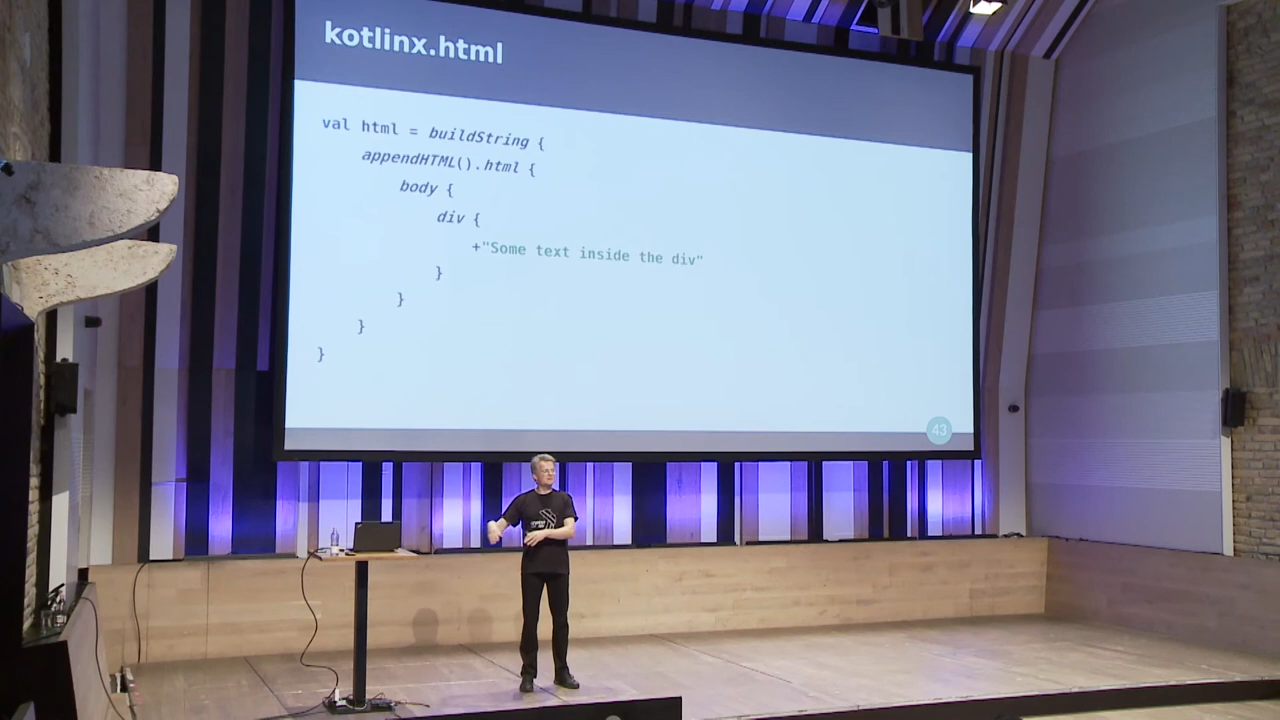 kotlinx.html
val html = buildString {
appendHTML().html {
body {
div {
+"Some text inside the div"
}
}
}
}
43